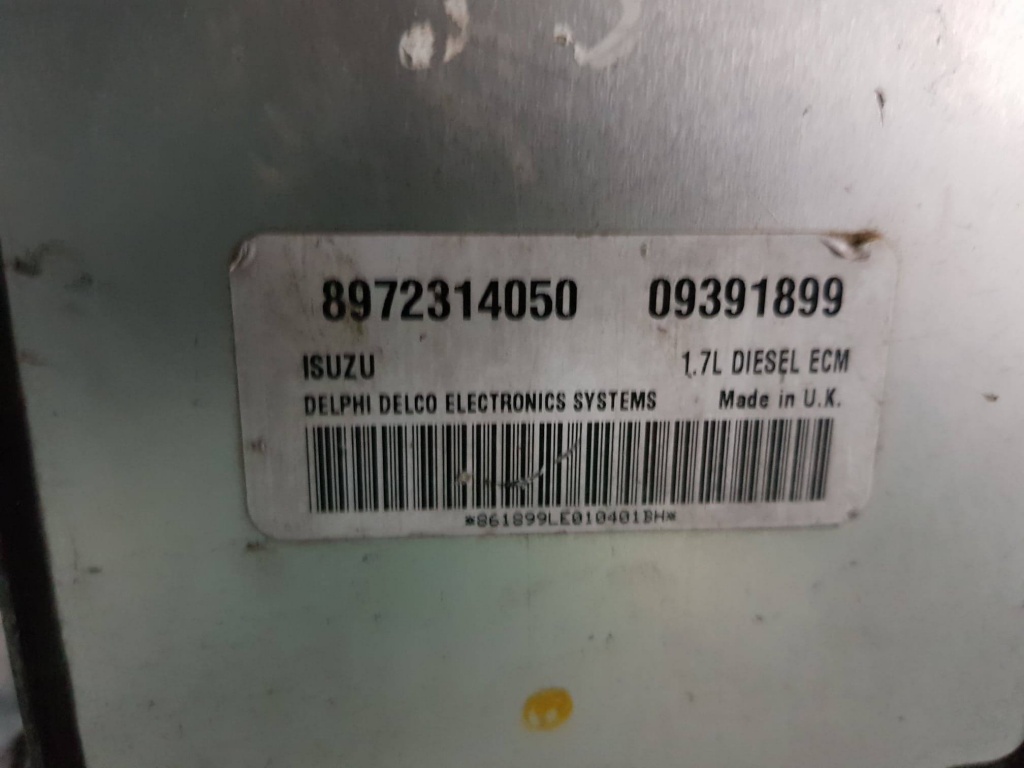 8972314050 09391899
ISUZU 1.7L DIESEL ECM
DELPHI DELCO ELECTRONICS SYSTEMS Made in U.K.
*861899LE010401BH*